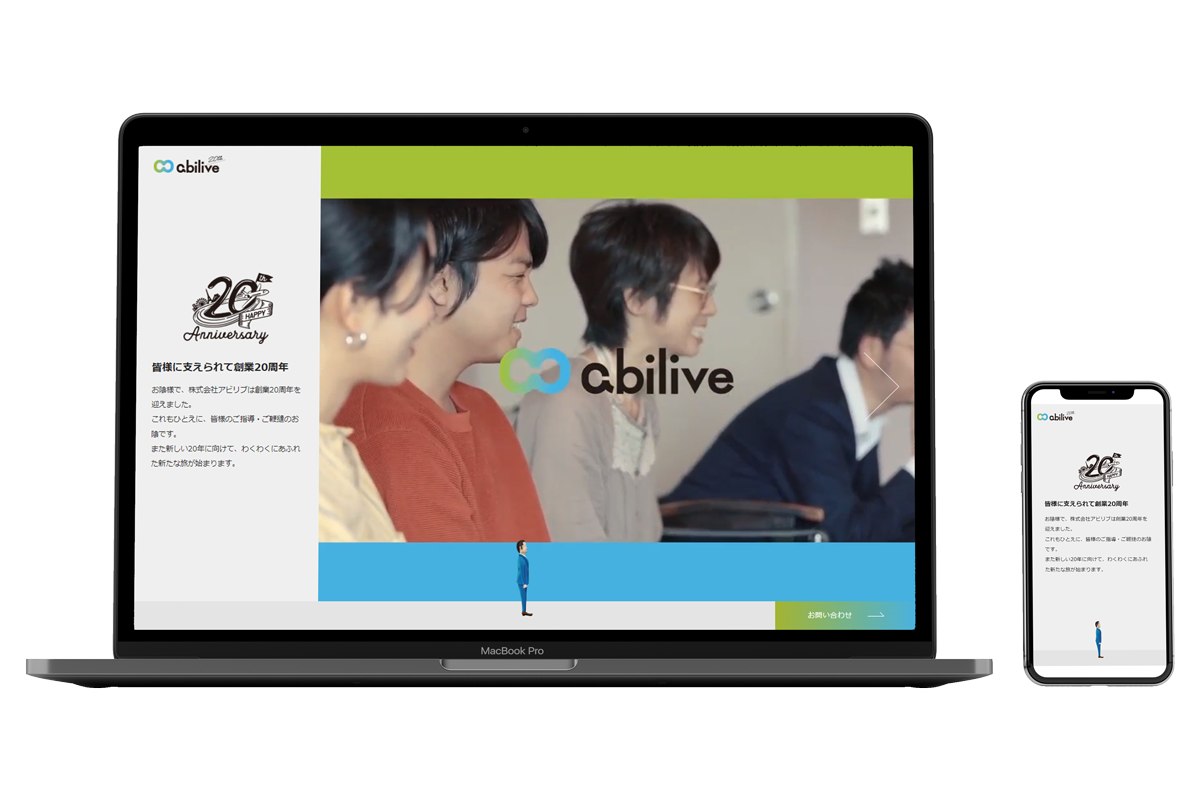 abilive
20th
HAPPY
Anniversary
皆様に支えられて創業20周年
お陰様で、株式会社アビリブは創業20周年を
迎えました。
これもひとえに、皆様のご指導・ご鞭撻のお
陰です。
また新しい20年に向けて、わくわくにあふれ
た新たな旅が始まります。
abilive
お問い合わせ
MacBook Pro
abilive
20
Anniversary
皆様に支えられて創業20周年
お陰様で、株式会社アビリブは創業20周年を
迎えました。
これもひとえに、皆様のご指導・ご鞭撻のお陰
です。
また新しい20年に向けて、わくわくにあふれ
た新たな旅が始まります。